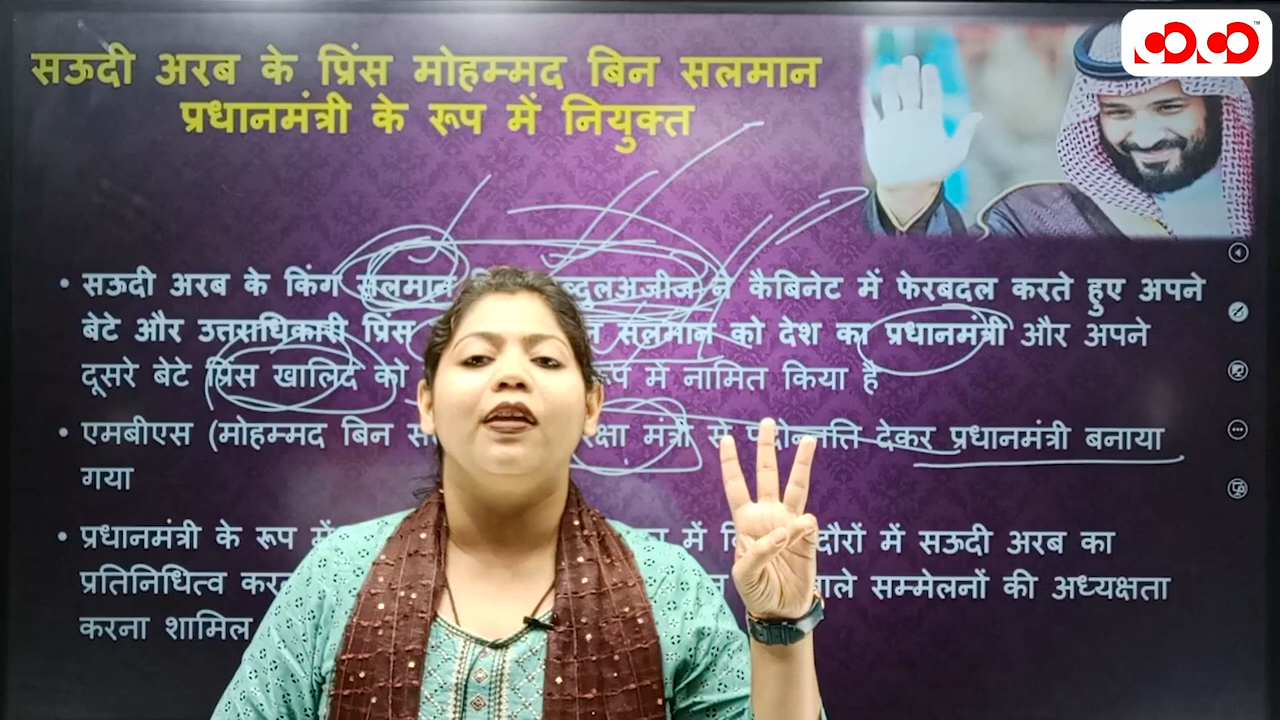 सऊदी अरब के प्रिंस मोहम्मद बिन सलमान
प्रधानमंत्री के रूप में नियुक्त
TM
• सऊदी अरब के किंग सलमान ने कैबिनेट में फेरबदल करते हुए अपने
बेटे और उत्तराधिकारी प्रिंस सलमान को देश का प्रधानमंत्री और अपने
दूसरे बेटे प्रिंस खालिद को रूप में नामित किया है
• एमबीएस (मोहम्मद बिन मंत्री से पदोन्नति देकर प्रधानमंत्री बनाया
गया
• प्रधानमंत्री के रूप में में दौरों में सऊदी अरब का
प्रतिनिधित्व वाले सम्मेलनों की अध्यक्षता
करना शामिल